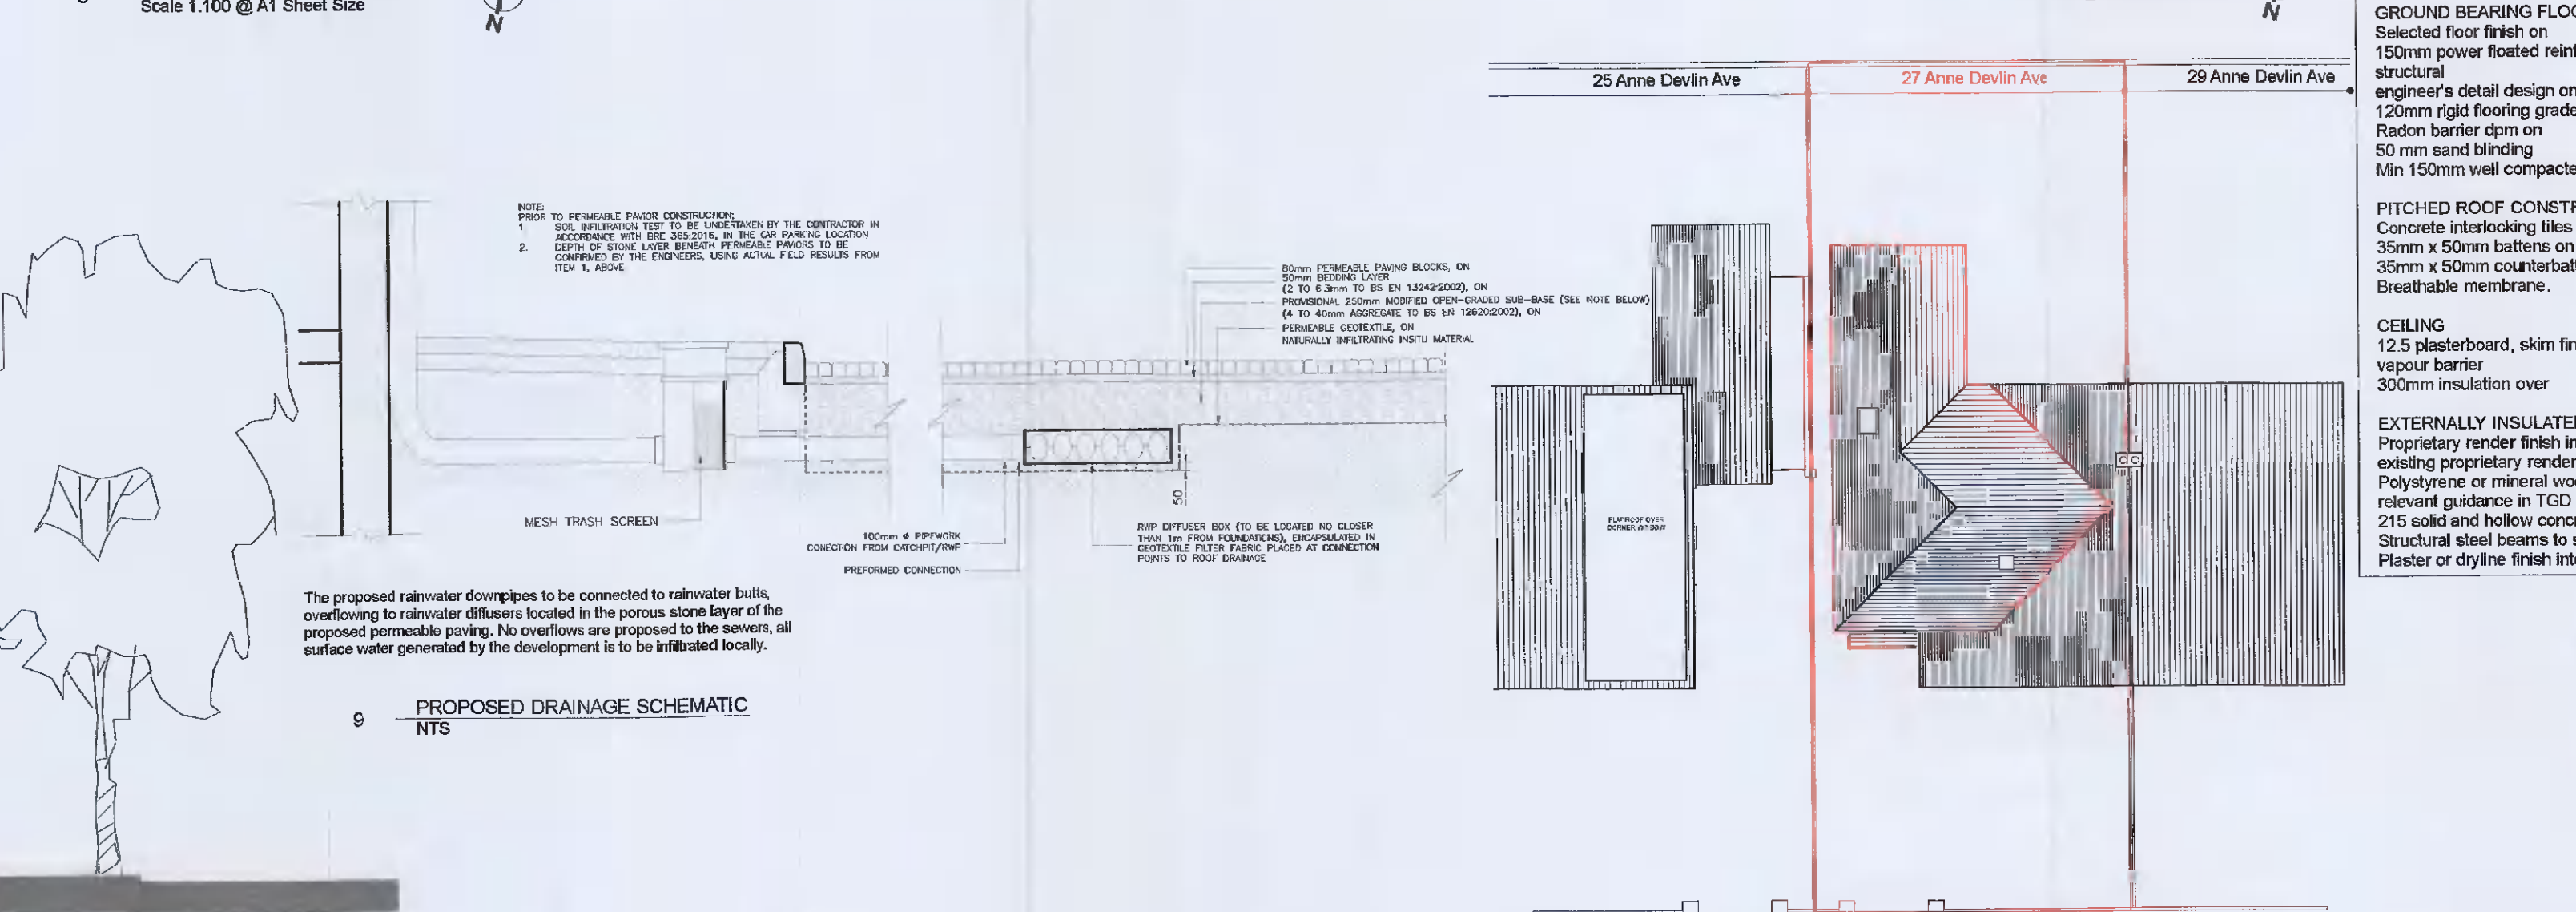 Scale 1.100 @ A1 Sheet Size
N
NOTE:
PRIOR TO PERMEABLE PAVIOR CONSTRUCTION;
1 SOIL INFILTRATION TEST TO BE UNDERTAKEN BY THE CONTRACTOR IN
ACCORDANCE WITH BRE 365:2016, IN THE CAR PARKING LOCATION
2. DEPTH OF STONE LAYER BENEATH PERMEABLE PAVIORS TO BE
CONFIRMED BY THE ENGINEERS, USING ACTUAL FIELD RESULTS FROM
ITEM 1, ABOVE
80mm PERMEABLE PAVING BLOCKS, ON
50mm BEDDING LAYER
(2 TO 6.3mm TO BS EN 13242:2002), ON
PROVISIONAL 250mm MODIFIED OPEN-GRADED SUB-BASE (SEE NOTE BELOW)
(4 TO 40mm AGGREGATE TO BS EN 12620:2002), ON
PERMEABLE GEOTEXTILE, ON
NATURALLY INFILTRATING INSITU MATERIAL
MESH TRASH SCREEN
100mm ø PIPEWORK
CONECTION FROM CATCHPIT/RWP
PREFORMED CONNECTION
50
RWP DIFFUSER BOX (TO BE LOCATED NO CLOSER
THAN 1m FROM FOUNDATIONS), ENCAPSULATED IN
GEOTEXTILE FILTER FABRIC PLACED AT CONNECTION
POINTS TO ROOF DRAINAGE
The proposed rainwater downpipes to be connected to rainwater butts,
overflowing to rainwater diffusers located in the porous stone layer of the
proposed permeable paving. No overflows are proposed to the sewers, all
surface water generated by the development is to be infiltrated locally.
9 PROPOSED DRAINAGE SCHEMATIC
NTS
N
25 Anne Devlin Ave
27 Anne Devlin Ave
29 Anne Devlin Ave
FLAT ROOF OVER
CORNER WINDOW
GROUND BEARING FLOO
Selected floor finish on
150mm power floated reinf
structural
engineer's detail design on
120mm rigid flooring grade
Radon barrier dpm on
50 mm sand blinding
Min 150mm well compacte
PITCHED ROOF CONSTR
Concrete interlocking tiles
35mm x 50mm battens on
35mm x 50mm counterbat
Breathable membrane.
CEILING
12.5 plasterboard, skim fin
vapour barrier
300mm insulation over
EXTERNALLY INSULATE
Proprietary render finish in
existing proprietary render
Polystyrene or mineral wo
relevant guidance in TGD
215 solid and hollow concr
Structural steel beams to s
Plaster or dryline finish inte